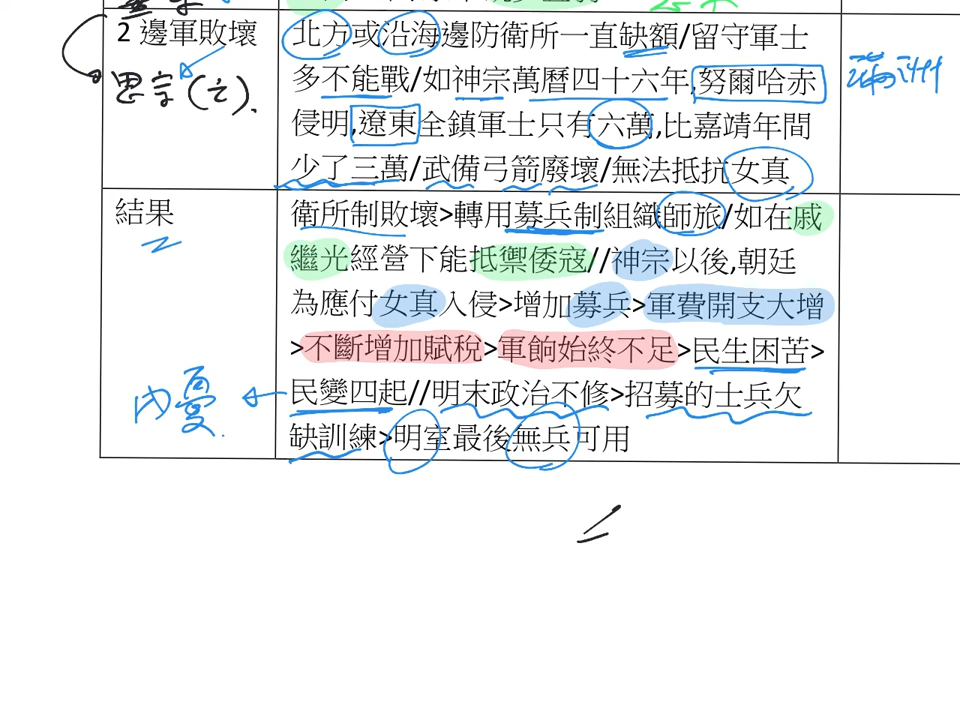 2 邊軍敗壞
思宗(亡).
北方或沿海邊防衛所一直缺額/留守軍士
多不能戰/如神宗萬曆四十六年,努爾哈赤
侵明,遼東全鎮軍士只有六萬,比嘉靖年間
少了三萬/武備弓箭廢壞/無法抵抗女真
滿洲
結果
內憂.
衛所制敗壞>轉用募兵制組織師旅/如在戚
繼光經營下能抵禦倭寇//神宗以後,朝廷
為應付女真入侵>增加募兵>軍費開支大增
>不斷增加賦稅>軍餉始終不足>民生困苦>
民變四起//明末政治不修>招募的士兵欠
缺訓練>明室最後無兵可用